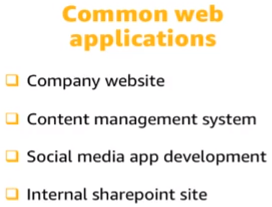 Common web
applications
Company website
Content management system
Social media app development
Internal sharepoint site